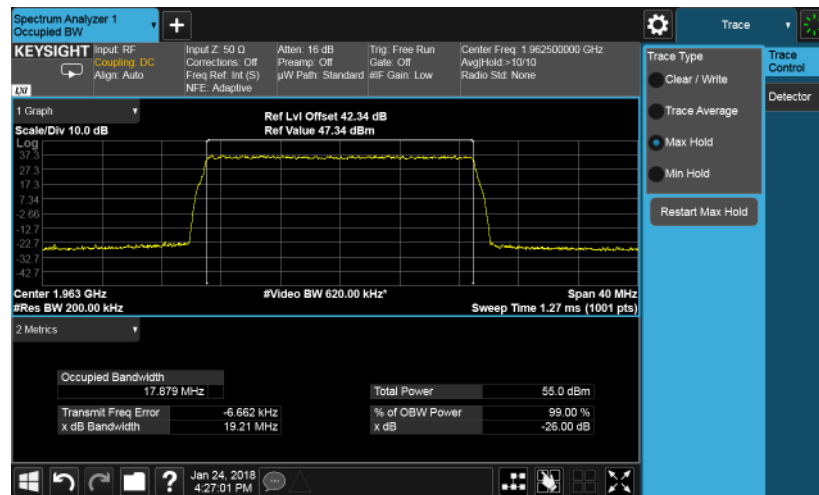 Spectrum Analyzer 1
Occupied BW
+
Trace
KEYSIGHT
LXI
Input: RF
Coupling: DC
Align: Auto
Input Z: 50 Ω
Corrections: Off
Freq Ref: Int (S)
NFE: Adaptive
Atten: 16 dB
Preamp: Off
µW Path: Standard
Trig: Free Run
Gate: Off
#IF Gain: Low
Center Freq: 1.962500000 GHz
Avg|Hold:>10/10
Radio Std: None
Trace Type
Clear / Write
Trace Average
Max Hold
Min Hold
Restart Max Hold
Trace
Control
Detector
1 Graph
Scale/Div 10.0 dB
Ref Lvl Offset 42.34 dB
Ref Value 47.34 dBm
Log
37.3
27.3
17.3
7.34
-2.66
-12.7
-22.7
-32.7
-42.7
Center 1.963 GHz
#Res BW 200.00 kHz
#Video BW 620.00 kHz*
Span 40 MHz
Sweep Time 1.27 ms (1001 pts)
2 Metrics
Occupied Bandwidth
17.879 MHz
Total Power 55.0 dBm
Transmit Freq Error -6.662 kHz
% of OBW Power 99.00 %
x dB Bandwidth 19.21 MHz
x dB -26.00 dB
?
Jan 24, 2018
4:27:01 PM